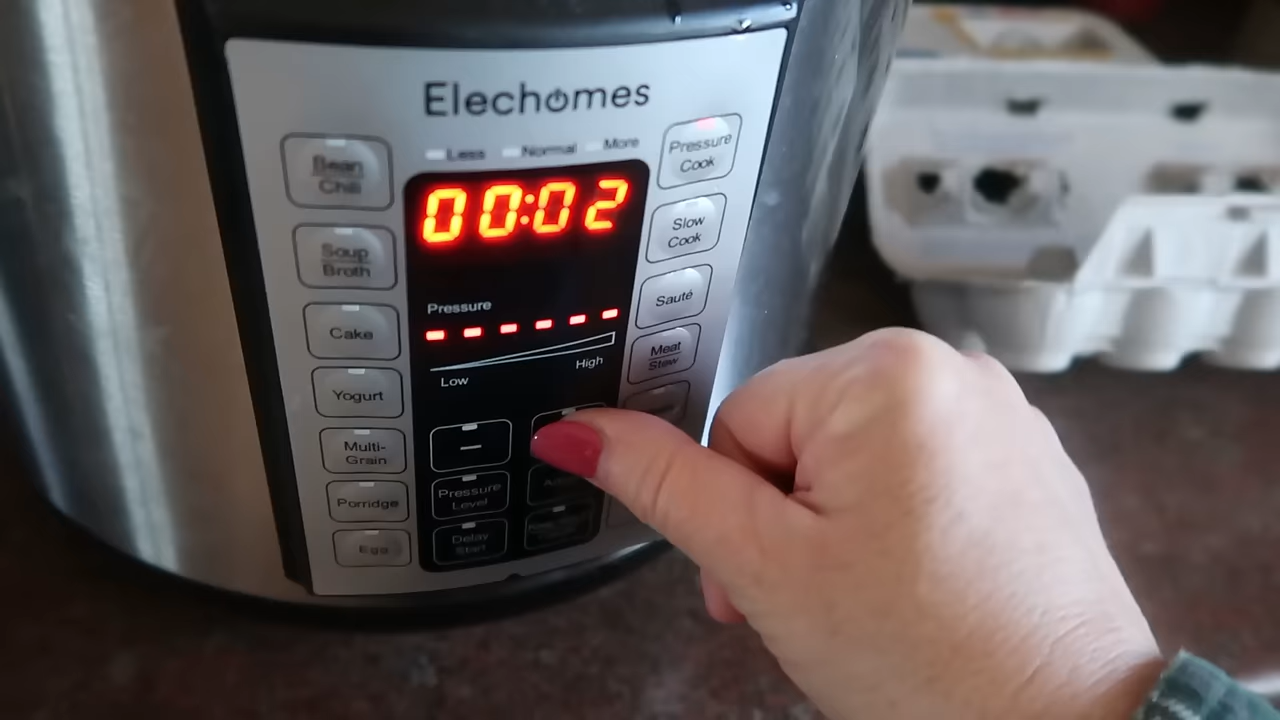 Elechomes
Less Normal More
Bean
Chili
Soup
Broth
Cake
Yogurt
Multi-
Grain
Porridge
Egg
00:02
Pressure
Low
High
−
Pressure
Level
Delay
Start
Pressure
Cook
Slow
Cook
Sauté
Meat
Stew